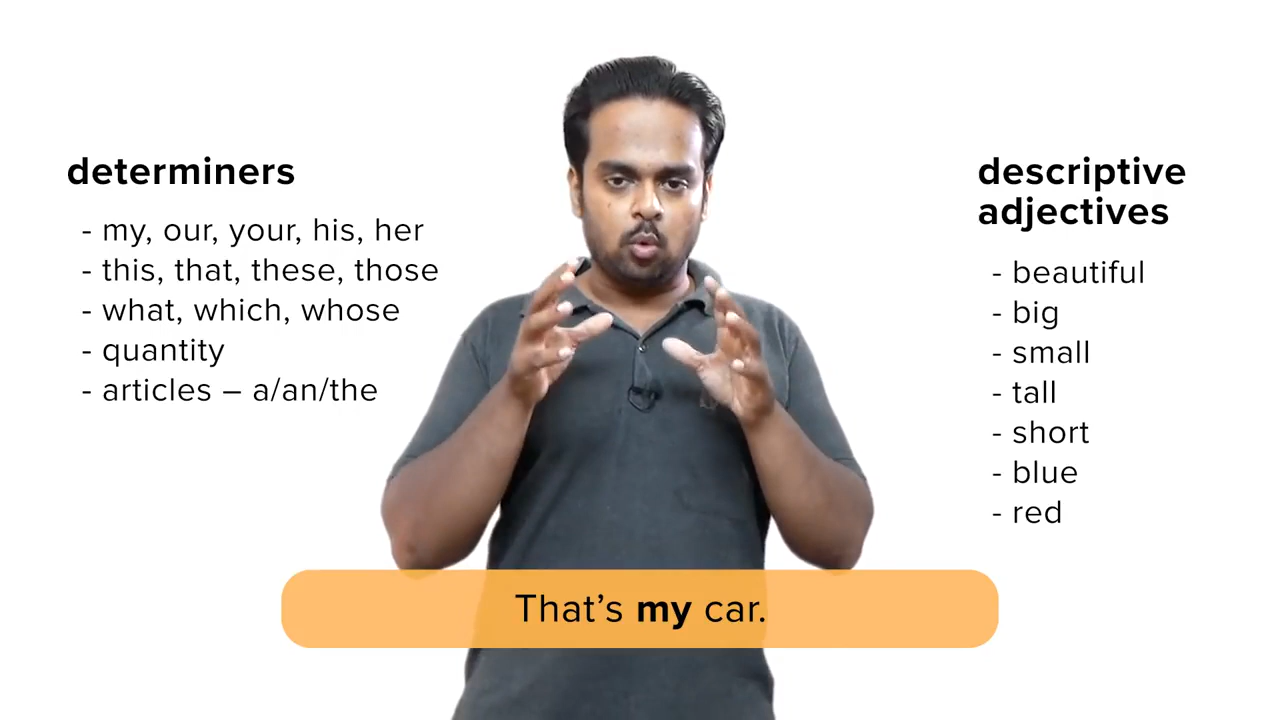 determiners
- my, our, your, his, her
- this, that, these, those
- what, which, whose
- quantity
- articles – a/an/the
descriptive
adjectives
- beautiful
- big
- small
- tall
- short
- blue
- red
That’s my car.